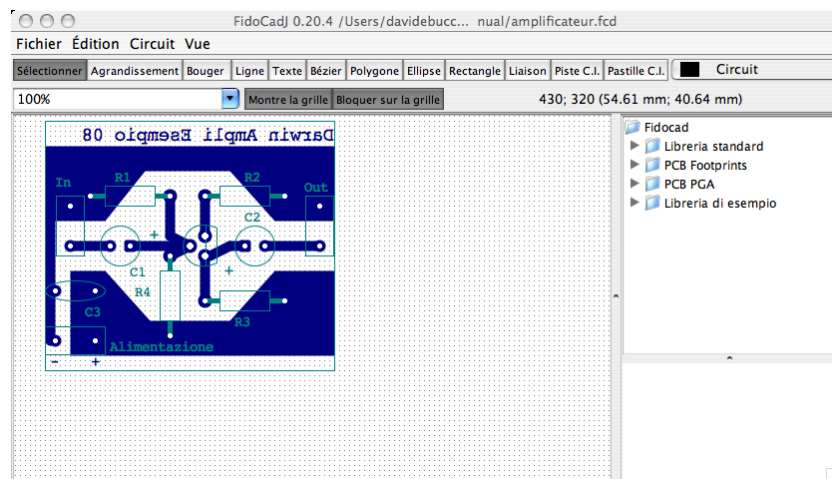 FidoCadJ 0.20.4 /Users/davidebucc... nual/amplificateur.fcd
Fichier Édition Circuit Vue
Sélectionner Agrandissement Bouger Ligne Texte Bézier Polygone Ellipse Rectangle Liaison Piste C.I. Pastille C.I. Circuit
100% Montre la grille Bloquer sur la grille 430; 320 (54.61 mm; 40.64 mm)
Darwin Ampli Esempio 08
In R1 R2 Out
C2
+
C1 +
R4
C3 R3
Alimentazione
- +
Fidocad
Libreria standard
PCB Footprints
PCB PGA
Libreria di esempio